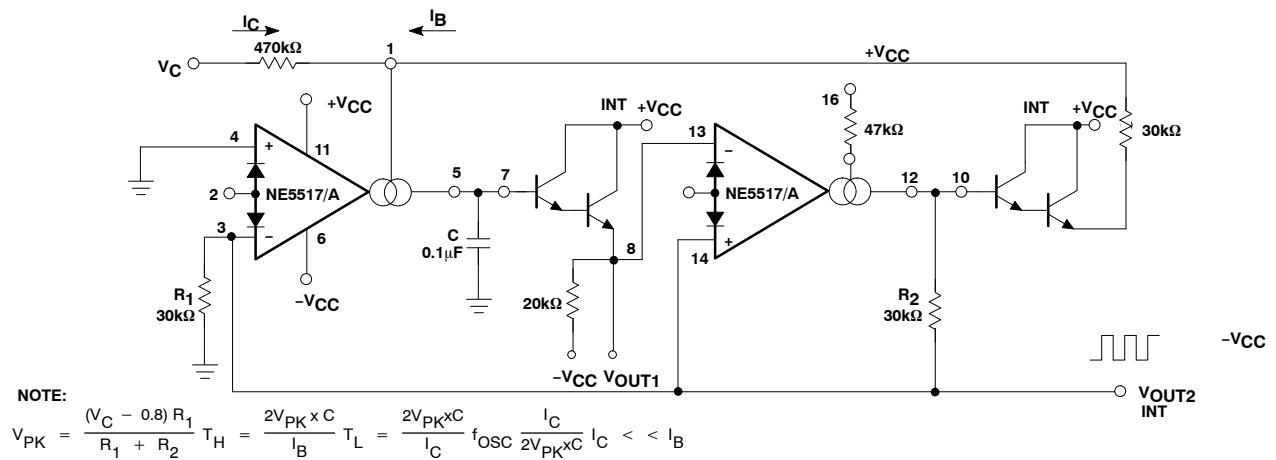 IC
IB
470kΩ
1
VC
+VCC
+VCC
INT
+VCC
16
INT
+VCC
4
+
11
13
−
47kΩ
30kΩ
2
NE5517/A
5
7
NE5517/A
12
10
3
−
6
C
0.1μF
8
+
14
R1
30kΩ
−VCC
20kΩ
R2
30kΩ
−VCC
−VCC
VOUT1
VOUT2
INT
NOTE:
VPK = (VC − 0.8) R1 / R1 + R2 TH = 2VPK x C / IB TL = 2VPKxC / IC fOSC IC / 2VPKxC IC < < IB